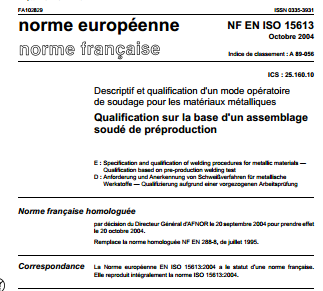 FA102829
ISSN 0335-3931
norme européenne
NF EN ISO 15613
Octobre 2004
norme française
Indice de classement : A 89-056
ICS : 25.160.10
Descriptif et qualification d'un mode opératoire
de soudage pour les matériaux métalliques
Qualification sur la base d'un assemblage
soudé de préproduction
E : Specification and qualification of welding procedures for metallic materials —
Qualification based on pre-production welding test
D : Anforderung und Anerkennung von Schweißverfahren für metallische
Werkstoffe — Qualifizierung aufgrund einer vorgezogenen Arbeitsprüfung
Norme française homologuée
par décision du Directeur Général d'AFNOR le 20 septembre 2004 pour prendre effet
le 20 octobre 2004.
Remplace la norme homologuée NF EN 288-8, de juillet 1995.
Correspondance
La Norme européenne EN ISO 15613:2004 a le statut d'une norme française.
Elle reproduit intégralement la norme ISO 15613:2004.